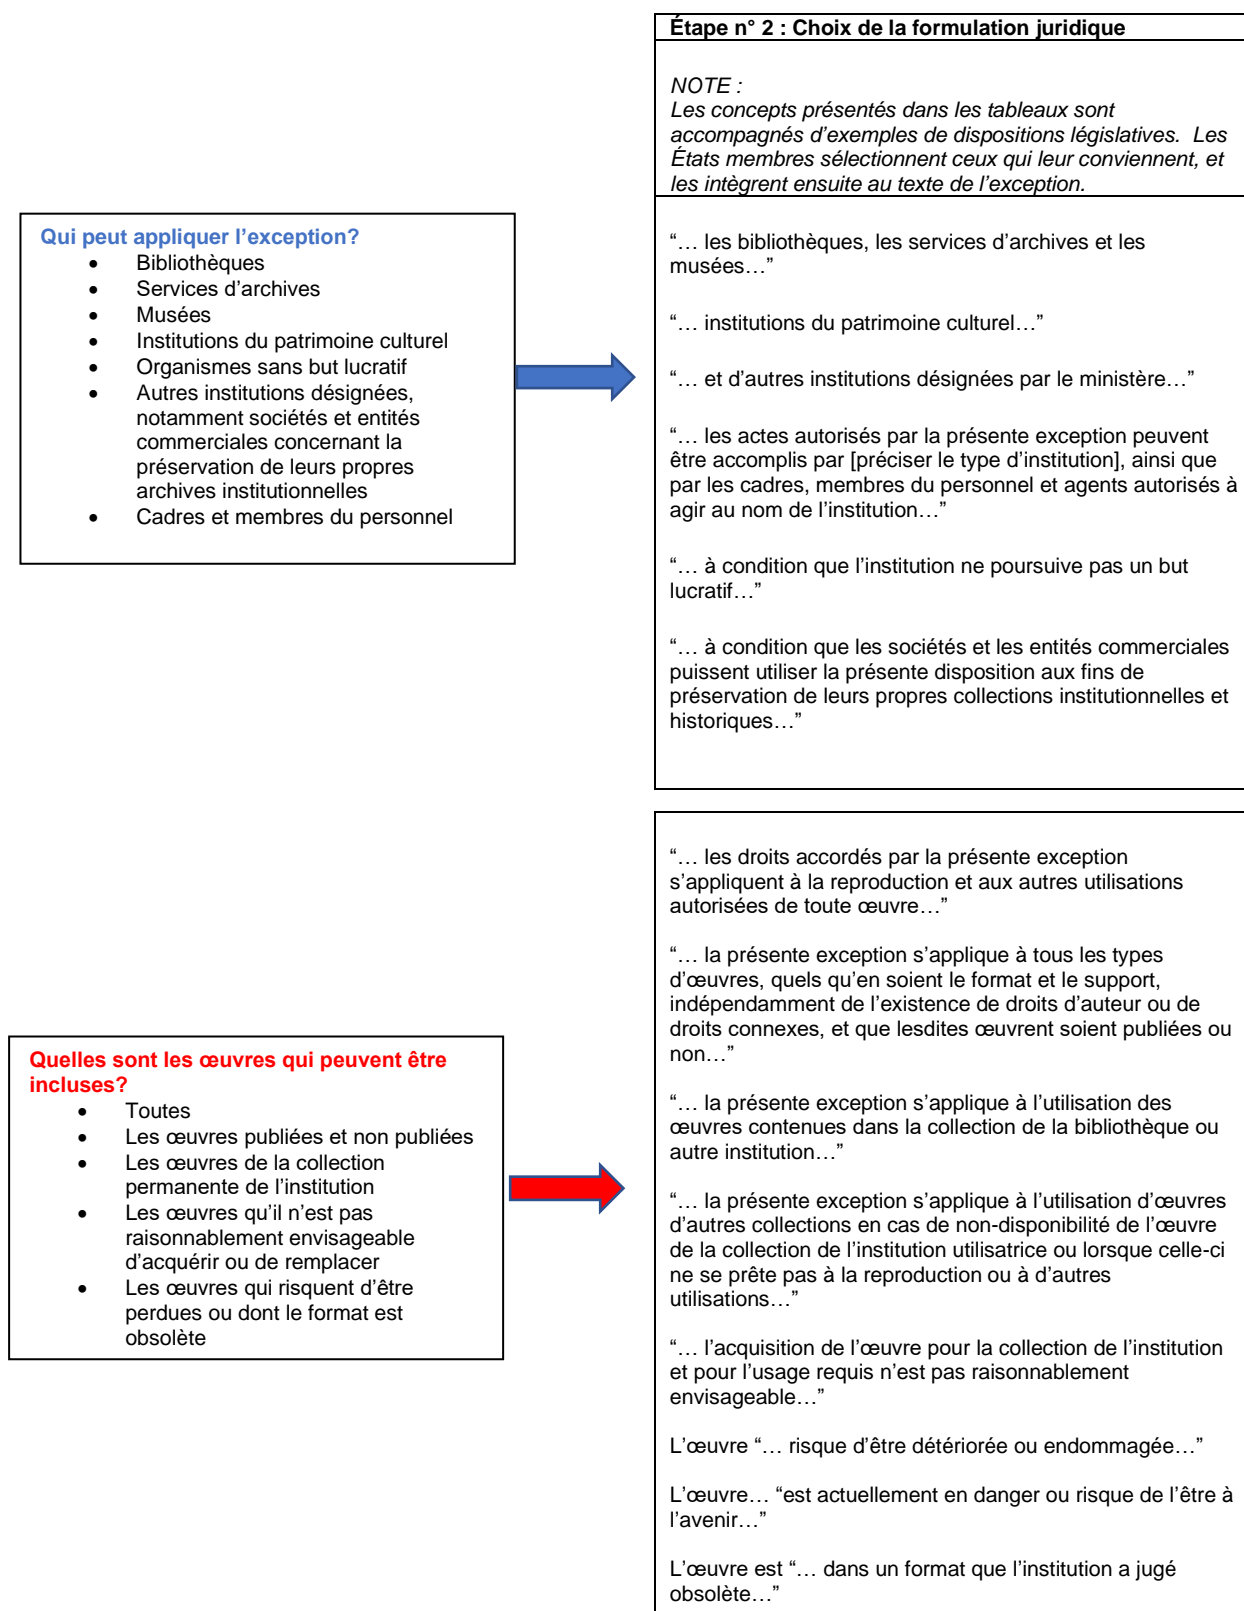 Étape n° 2 : Choix de la formulation juridique
NOTE :
Les concepts présentés dans les tableaux sont
accompagnés d’exemples de dispositions législatives.  Les
États membres sélectionnent ceux qui leur conviennent, et
les intègrent ensuite au texte de l’exception.
Qui peut appliquer l’exception?
• Bibliothèques
• Services d’archives
• Musées
• Institutions du patrimoine culturel
• Organismes sans but lucratif
• Autres institutions désignées,
notamment sociétés et entités
commerciales concernant la
préservation de leurs propres
archives institutionnelles
• Cadres et membres du personnel
“… les bibliothèques, les services d’archives et les
musées…”
“… institutions du patrimoine culturel…”
“… et d’autres institutions désignées par le ministère…”
“… les actes autorisés par la présente exception peuvent
être accomplis par [préciser le type d’institution], ainsi que
par les cadres, membres du personnel et agents autorisés à
agir au nom de l’institution…”
“… à condition que l’institution ne poursuive pas un but
lucratif…”
“… à condition que les sociétés et les entités commerciales
puissent utiliser la présente disposition aux fins de
préservation de leurs propres collections institutionnelles et
historiques…”
Quelles sont les œuvres qui peuvent être
incluses?
• Toutes
• Les œuvres publiées et non publiées
• Les œuvres de la collection
permanente de l’institution
• Les œuvres qu’il n’est pas
raisonnablement envisageable
d’acquérir ou de remplacer
• Les œuvres qui risquent d’être
perdues ou dont le format est
obsolète
“… les droits accordés par la présente exception
s’appliquent à la reproduction et aux autres utilisations
autorisées de toute œuvre…”
“… la présente exception s’applique à tous les types
d’œuvres, quels qu’en soient le format et le support,
indépendamment de l’existence de droits d’auteur ou de
droits connexes, et que lesdites œuvrent soient publiées ou
non…”
“… la présente exception s’applique à l’utilisation des
œuvres contenues dans la collection de la bibliothèque ou
autre institution…”
“… la présente exception s’applique à l’utilisation d’œuvres
d’autres collections en cas de non-disponibilité de l’œuvre
de la collection de l’institution utilisatrice ou lorsque celle-ci
ne se prête pas à la reproduction ou à d’autres
utilisations…”
“… l’acquisition de l’œuvre pour la collection de l’institution
et pour l’usage requis n’est pas raisonnablement
envisageable…”
L’œuvre “… risque d’être détériorée ou endommagée…”
L’œuvre… “est actuellement en danger ou risque de l’être à
l’avenir…”
L’œuvre est “… dans un format que l’institution a jugé
obsolète…”